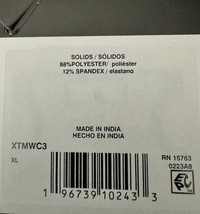 SOLIDS / SÓLIDOS
88%POLYESTER/ poliéster
12% SPANDEX / elastano
MADE IN INDIA
HECHO EN INDIA
XTMWC3
XL
RN 15763
0223A8
1 96739 10243 3